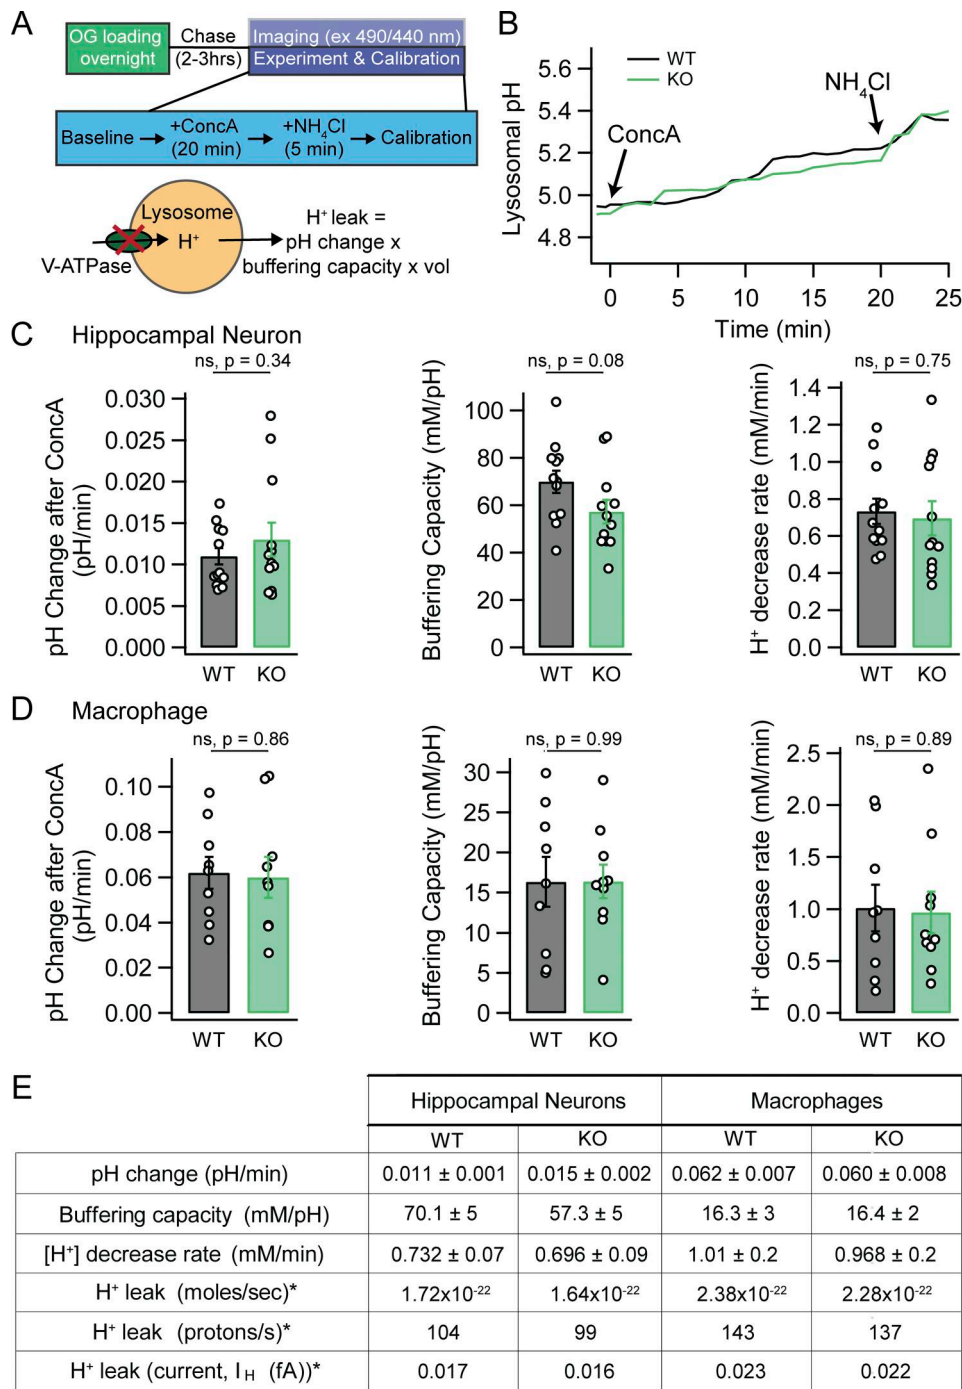 A
OG loading
overnight
Chase
(2-3hrs)
Imaging (ex 490/440 nm)
Experiment & Calibration
Baseline
+ConcA
(20 min)
+NH4Cl
(5 min)
Calibration
Lysosome
H+
V-ATPase
H+ leak =
pH change x
buffering capacity x vol
B
WT
KO
ConcA
NH4Cl
Lysosomal pH
5.6
5.4
5.2
5.0
4.8
0 5 10 15 20 25
Time (min)
C Hippocampal Neuron
ns, p = 0.34
pH Change after ConcA
(pH/min)
0.030
0.025
0.020
0.015
0.010
0.005
0.000
WT KO
ns, p = 0.08
Buffering Capacity (mM/pH)
100
80
60
40
20
0
WT KO
ns, p = 0.75
H+ decrease rate (mM/min)
1.4
1.2
1.0
0.8
0.6
0.4
0.2
0.0
WT KO
D Macrophage
ns, p = 0.86
pH Change after ConcA
(pH/min)
0.10
0.08
0.06
0.04
0.02
0.00
WT KO
ns, p = 0.99
Buffering Capacity (mM/pH)
30
25
20
15
10
5
0
WT KO
ns, p = 0.89
H+ decrease rate (mM/min)
2.5
2.0
1.5
1.0
0.5
0.0
WT KO
E
Hippocampal Neurons Macrophages
WT KO WT KO
pH change (pH/min) 0.011 ± 0.001 0.015 ± 0.002 0.062 ± 0.007 0.060 ± 0.008
Buffering capacity (mM/pH) 70.1 ± 5 57.3 ± 5 16.3 ± 3 16.4 ± 2
[H+] decrease rate (mM/min) 0.732 ± 0.07 0.696 ± 0.09 1.01 ± 0.2 0.968 ± 0.2
H+ leak (moles/sec)* 1.72x10-22 1.64x10-22 2.38x10-22 2.28x10-22
H+ leak (protons/s)* 104 99 143 137
H+ leak (current, IH (fA))* 0.017 0.016 0.023 0.022